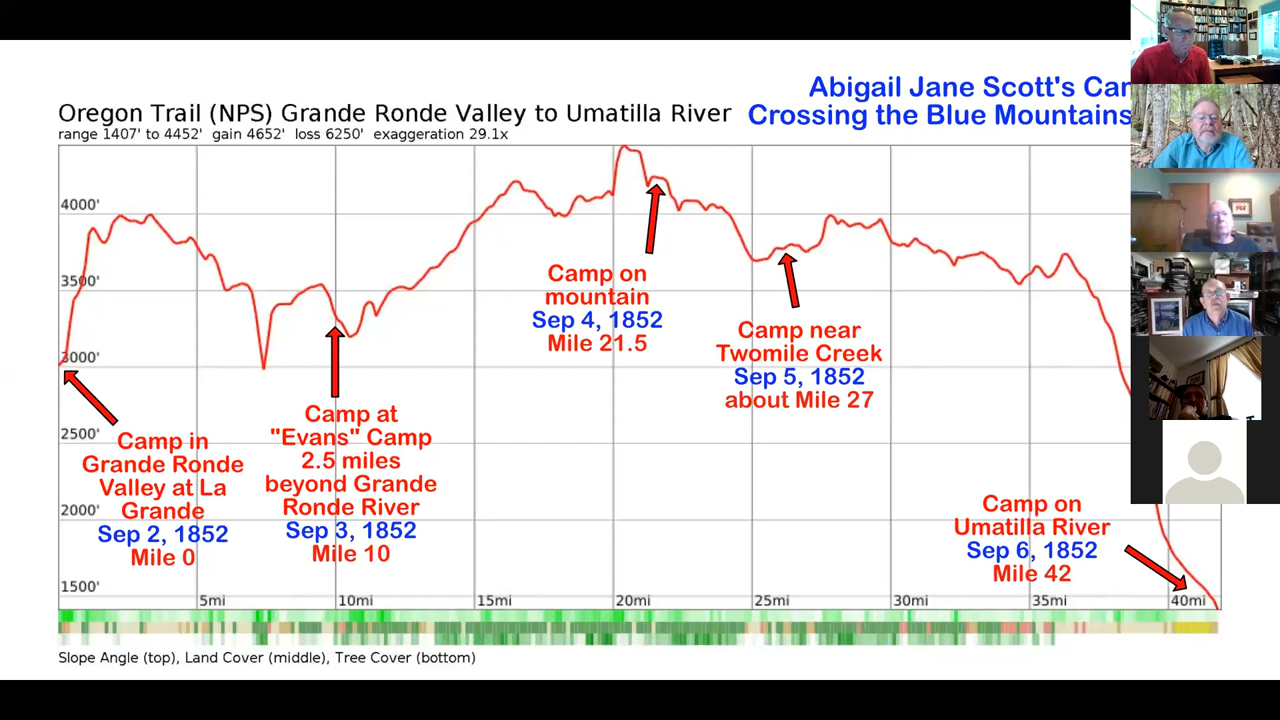 Abigail Jane Scott's Car
Crossing the Blue Mountains
Oregon Trail (NPS) Grande Ronde Valley to Umatilla River
range 1407' to 4452' gain 4652' loss 6250' exaggeration 29.1x
4000'
3500'
3000'
2500'
2000'
1500'
Camp in
Grande Ronde
Valley at La
Grande
Sep 2, 1852
Mile 0
Camp at
"Evans" Camp
2.5 miles
beyond Grande
Ronde River
Sep 3, 1852
Mile 10
Camp on
mountain
Sep 4, 1852
Mile 21.5
Camp near
Twomile Creek
Sep 5, 1852
about Mile 27
Camp on
Umatilla River
Sep 6, 1852
Mile 42
5mi 10mi 15mi 20mi 25mi 30mi 35mi 40mi
Slope Angle (top), Land Cover (middle), Tree Cover (bottom)